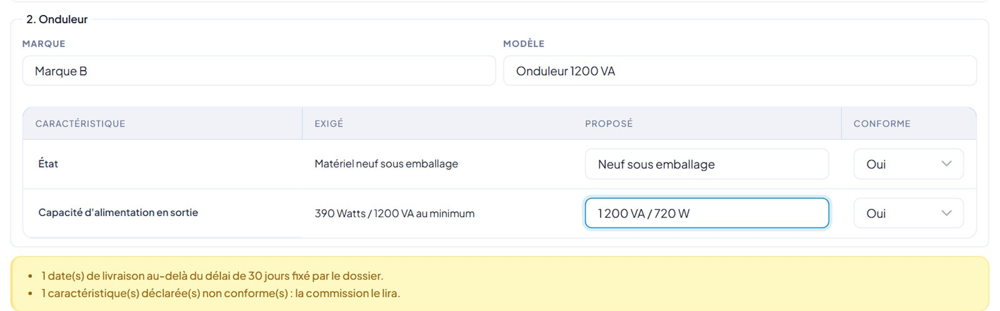 2. Onduleur
MARQUE
MODÈLE
Marque B
Onduleur 1200 VA
CARACTÉRISTIQUE
EXIGÉ
PROPOSÉ
CONFORME
État
Matériel neuf sous emballage
Neuf sous emballage
Oui
Capacité d'alimentation en sortie
390 Watts / 1200 VA au minimum
1 200 VA / 720 W
Oui
• 1 date(s) de livraison au-delà du délai de 30 jours fixé par le dossier.
• 1 caractéristique(s) déclarée(s) non conforme(s) : la commission le lira.